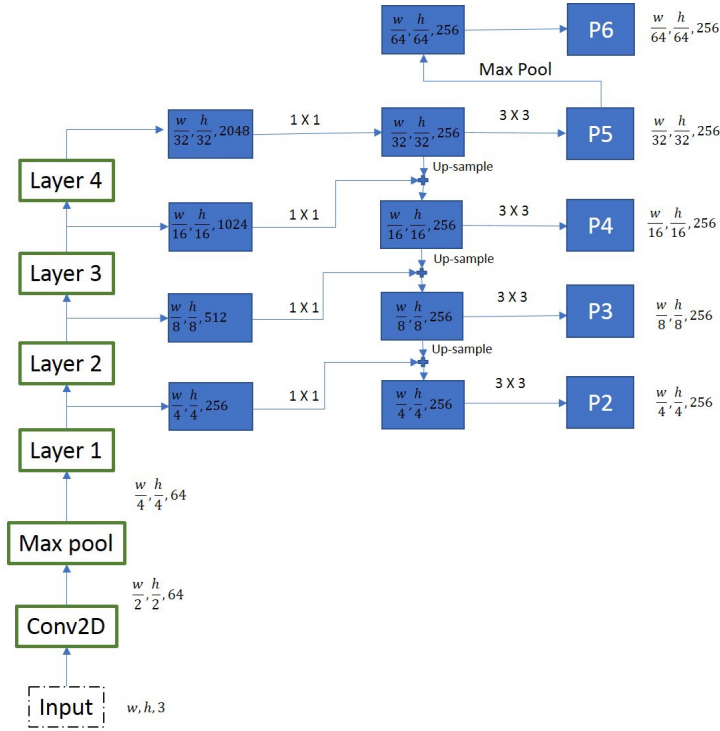 w/64, h/64, 256
P6
w/64, h/64, 256
Max Pool
w/32, h/32, 2048
1 X 1
w/32, h/32, 256
3 X 3
P5
w/32, h/32, 256
Up-sample
Layer 4
w/16, h/16, 1024
1 X 1
w/16, h/16, 256
3 X 3
P4
w/16, h/16, 256
Up-sample
Layer 3
w/8, h/8, 512
1 X 1
w/8, h/8, 256
3 X 3
P3
w/8, h/8, 256
Up-sample
Layer 2
w/4, h/4, 256
1 X 1
w/4, h/4, 256
3 X 3
P2
w/4, h/4, 256
Layer 1
w/4, h/4, 64
Max pool
w/2, h/2, 64
Conv2D
Input
w, h, 3